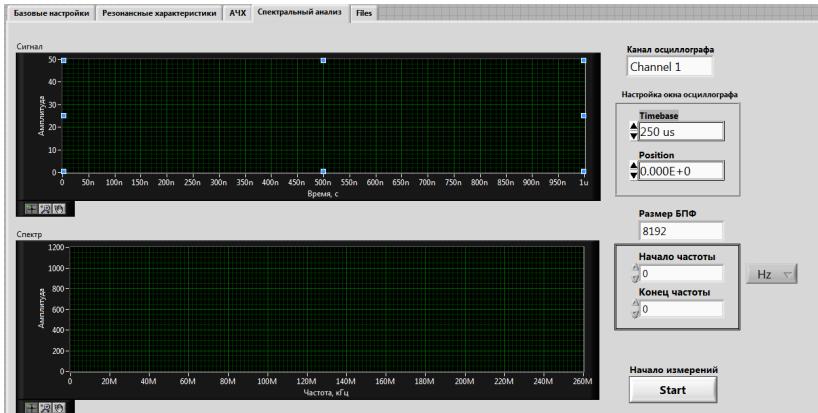 Базовые настройки Резонансные характеристики АЧХ Спектральный анализ Files
Сигнал
Амплитуда
50
40
30
20
10
0
0 50n 100n 150n 200n 250n 300n 350n 400n 450n 500n 550n 600n 650n 700n 750n 800n 850n 900n 950n 1u
Время, с
Спектр
Амплитуда
1200
1000
800
600
400
200
0
0 20M 40M 60M 80M 100M 120M 140M 160M 180M 200M 220M 240M 260M
Частота, кГц
Канал осциллографа
Channel 1
Настройка окна осциллографа
Timebase
250 us
Position
0.000E+0
Размер БПФ
8192
Начало частоты
0
Hz
Конец частоты
0
Начало измерений
Start